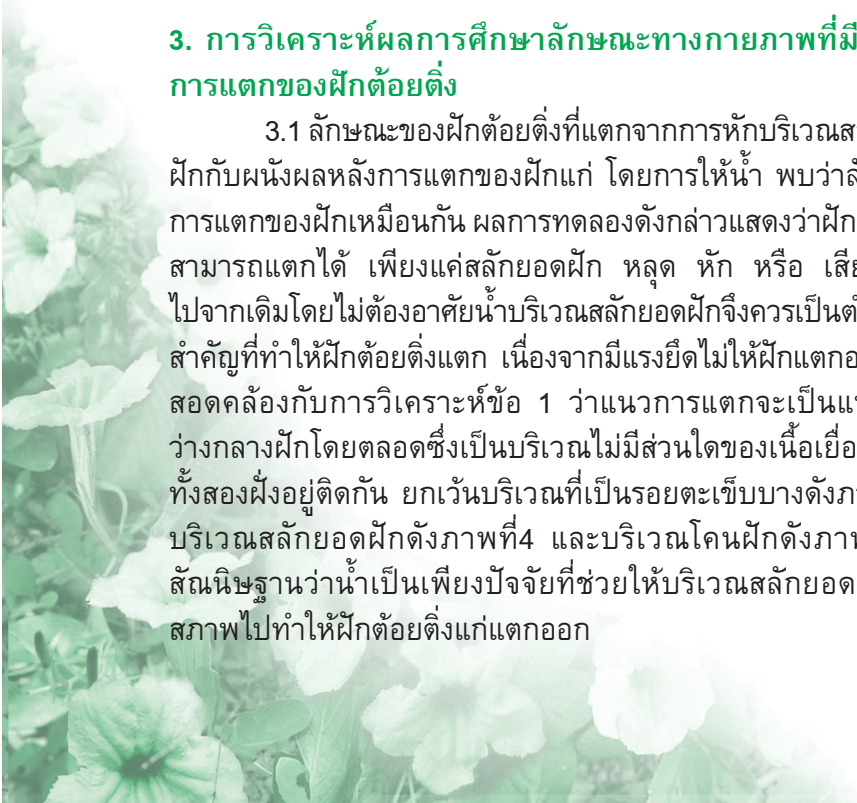 3. การวิเคราะห์ผลการศึกษาลักษณะทางกายภาพที่มี
การแตกของฝักต้อยติ่ง
3.1 ลักษณะของฝักต้อยติ่งที่แตกจากการหักบริเวณส
ฝักกับผนังผลหลังการแตกของฝักแก่ โดยการให้น้ำ พบว่าลั
การแตกของฝักเหมือนกัน ผลการทดลองดังกล่าวแสดงว่าฝัก
สามารถแตกได้ เพียงแค่สลักยอดฝัก หลุด หัก หรือ เสีย
ไปจากเดิมโดยไม่ต้องอาศัยน้ำบริเวณสลักยอดฝักจึงควรเป็นตั
สำคัญที่ทำให้ฝักต้อยติ่งแตก เนื่องจากมีแรงยึดไม่ให้ฝักแตกอ
สอดคล้องกับการวิเคราะห์ข้อ 1 ว่าแนวการแตกจะเป็นแ
ว่างกลางฝักโดยตลอดซึ่งเป็นบริเวณไม่มีส่วนใดของเนื้อเยื่อ
ทั้งสองฝั่งอยู่ติดกัน ยกเว้นบริเวณที่เป็นรอยตะเข็บบางดังภ
บริเวณสลักยอดฝักดังภาพที่4 และบริเวณโคนฝักดังภาพ
สัณนิษฐานว่าน้ำเป็นเพียงปัจจัยที่ช่วยให้บริเวณสลักยอด
สภาพไปทำให้ฝักต้อยติ่งแก่แตกออก